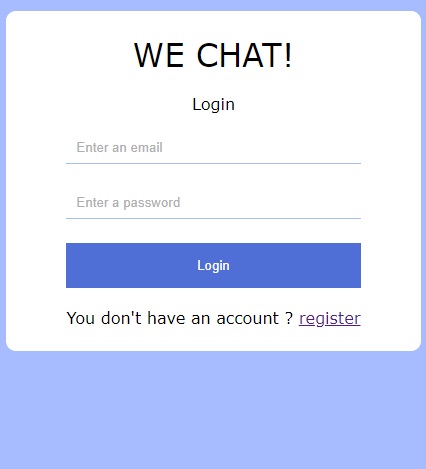 WE CHAT!
Login
Enter an email
Enter a password
Login
You don't have an account ? register